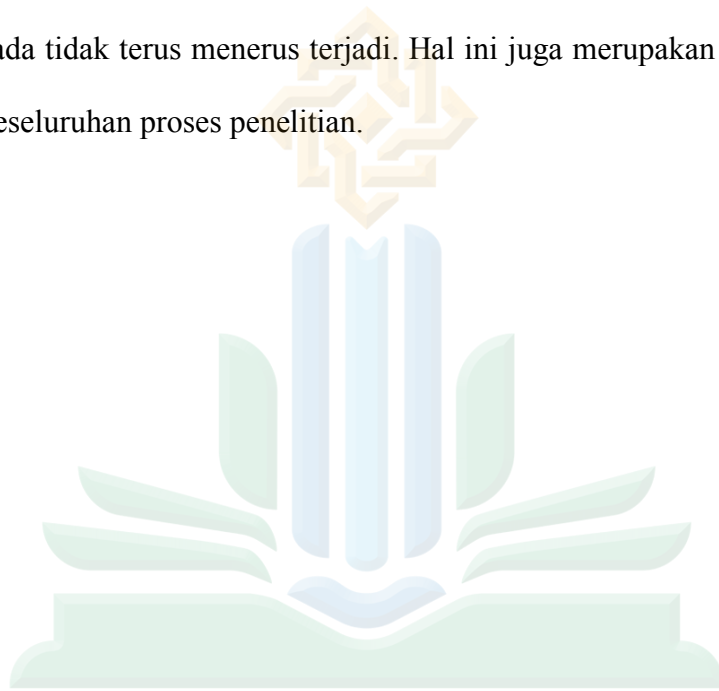 ada tidak terus menerus terjadi. Hal ini juga merupakan
eseluruhan proses penelitian.